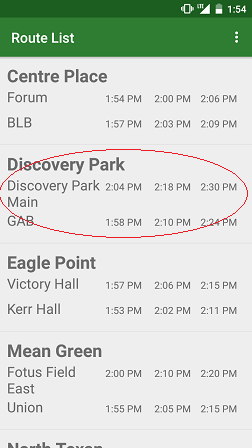 LTE 1:54
Route List
Centre Place
Forum 1:54 PM 2:00 PM 2:06 PM
BLB 1:57 PM 2:03 PM 2:09 PM
Discovery Park
Discovery Park 2:04 PM 2:18 PM 2:30 PM
Main
GAB 1:58 PM 2:10 PM 2:24 PM
Eagle Point
Victory Hall 1:57 PM 2:06 PM 2:15 PM
Kerr Hall 1:53 PM 2:02 PM 2:11 PM
Mean Green
Fotus Field 2:00 PM 2:10 PM 2:20 PM
East
Union 1:55 PM 2:05 PM 2:15 PM
North Texan